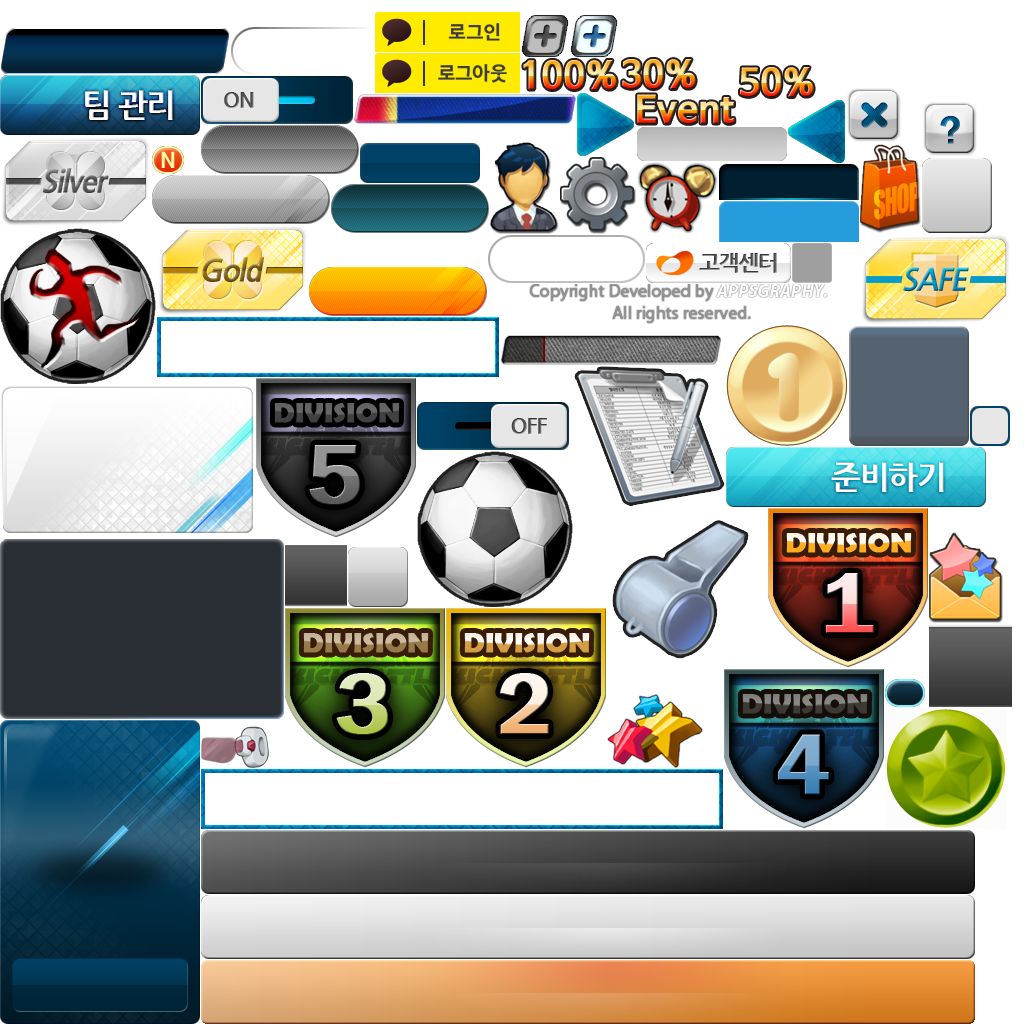 로그인
로그아웃
100%
30%
50%
Event
팀 관리
ON
?
Silver
N
SHOP
Gold
고객센터
SAFE
Copyright Developed by APPSGRAPHY.
All rights reserved.
1
DIVISION
5
OFF
준비하기
DIVISION
1
DIVISION
3
DIVISION
2
DIVISION
4